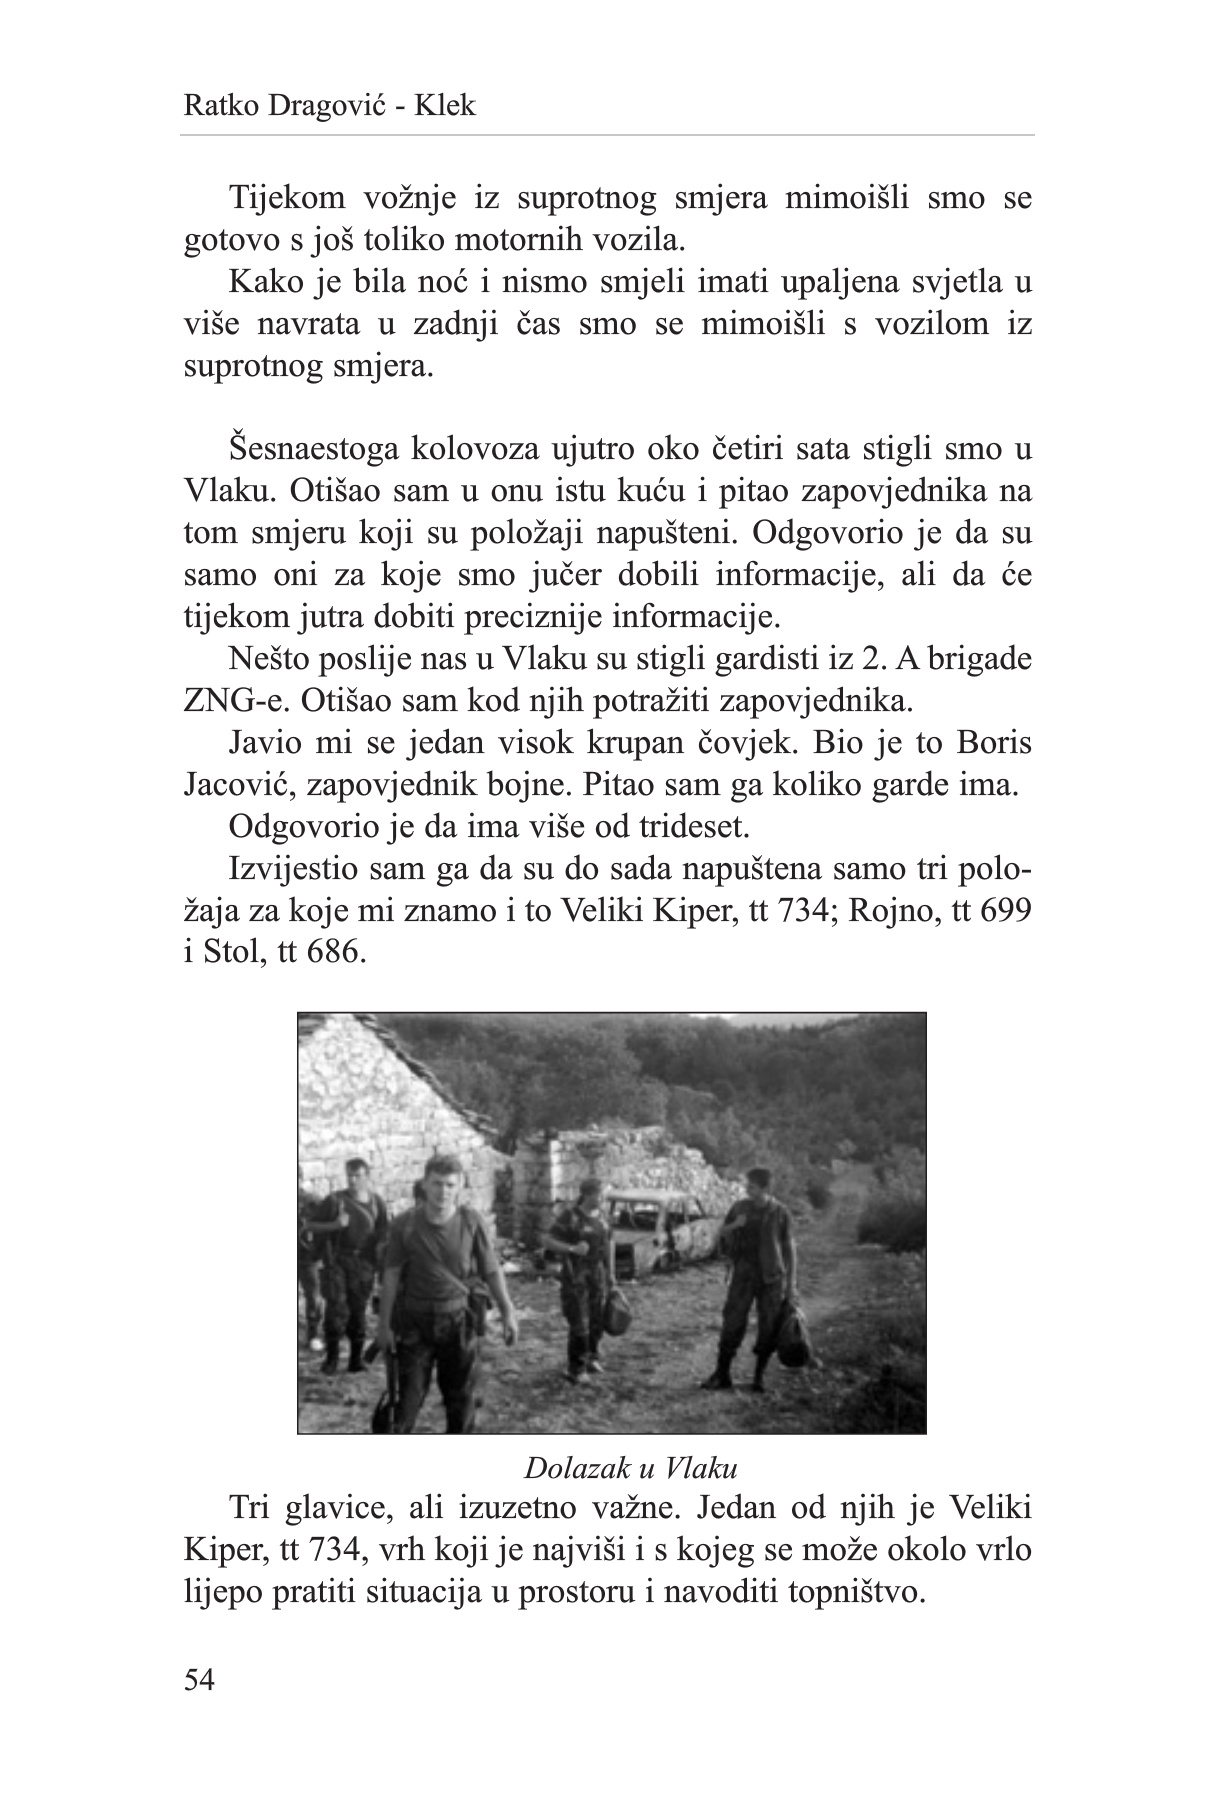 Ratko Dragović - Klek
Tijekom vožnje iz suprotnog smjera mimoišli smo se
gotovo s još toliko motornih vozila.
Kako je bila noć i nismo smjeli imati upaljena svjetla u
više navrata u zadnji čas smo se mimoišli s vozilom iz
suprotnog smjera.
Šesnaestoga kolovoza ujutro oko četiri sata stigli smo u
Vlaku. Otišao sam u onu istu kuću i pitao zapovjednika na
tom smjeru koji su položaji napušteni. Odgovorio je da su
samo oni za koje smo jučer dobili informacije, ali da će
tijekom jutra dobiti preciznije informacije.
Nešto poslije nas u Vlaku su stigli gardisti iz 2. A brigade
ZNG-e. Otišao sam kod njih potražiti zapovjednika.
Javio mi se jedan visok krupan čovjek. Bio je to Boris
Jacović, zapovjednik bojne. Pitao sam ga koliko garde ima.
Odgovorio je da ima više od trideset.
Izvijestio sam ga da su do sada napuštena samo tri polo-
žaja za koje mi znamo i to Veliki Kiper, tt 734; Rojno, tt 699
i Stol, tt 686.
Dolazak u Vlaku
Tri glavice, ali izuzetno važne. Jedan od njih je Veliki
Kiper, tt 734, vrh koji je najviši i s kojeg se može okolo vrlo
lijepo pratiti situacija u prostoru i navoditi topništvo.
54